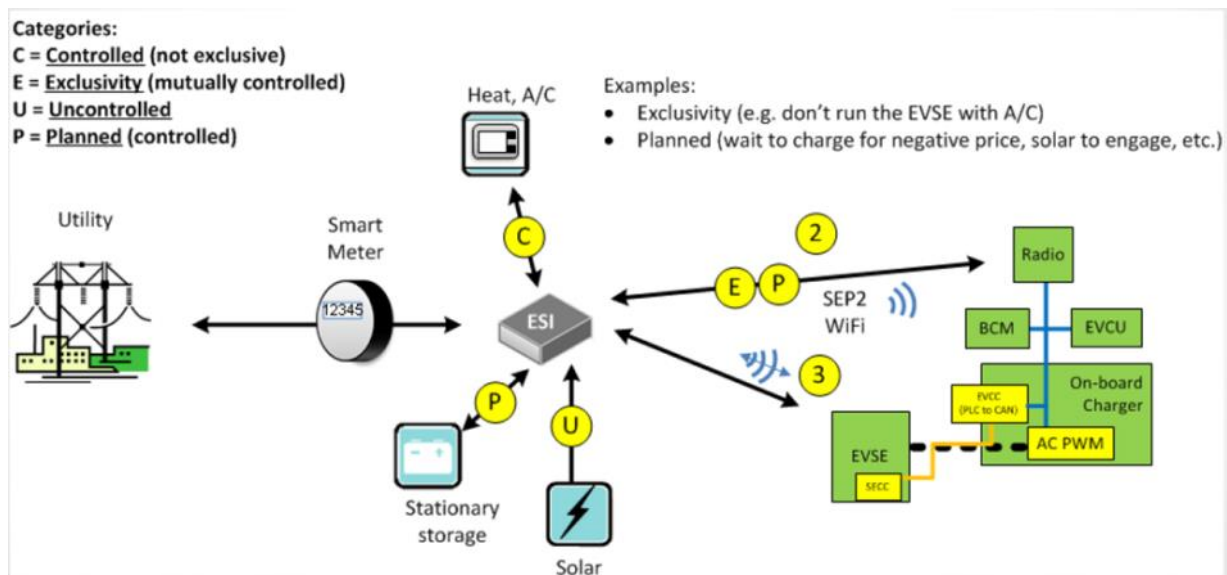 Categories:
C = Controlled (not exclusive)
E = Exclusivity (mutually controlled)
U = Uncontrolled
P = Planned (controlled)
Heat, A/C
Examples:
• Exclusivity (e.g. don't run the EVSE with A/C)
• Planned (wait to charge for negative price, solar to engage, etc.)
Utility
Smart
Meter
12345
C
ESI
2
E P
SEP2
WiFi
Radio
BCM
EVCU
3
On-board
Charger
EVCC
(PLC to CAN)
AC PWM
EVSE
SECC
P
U
Stationary
storage
Solar